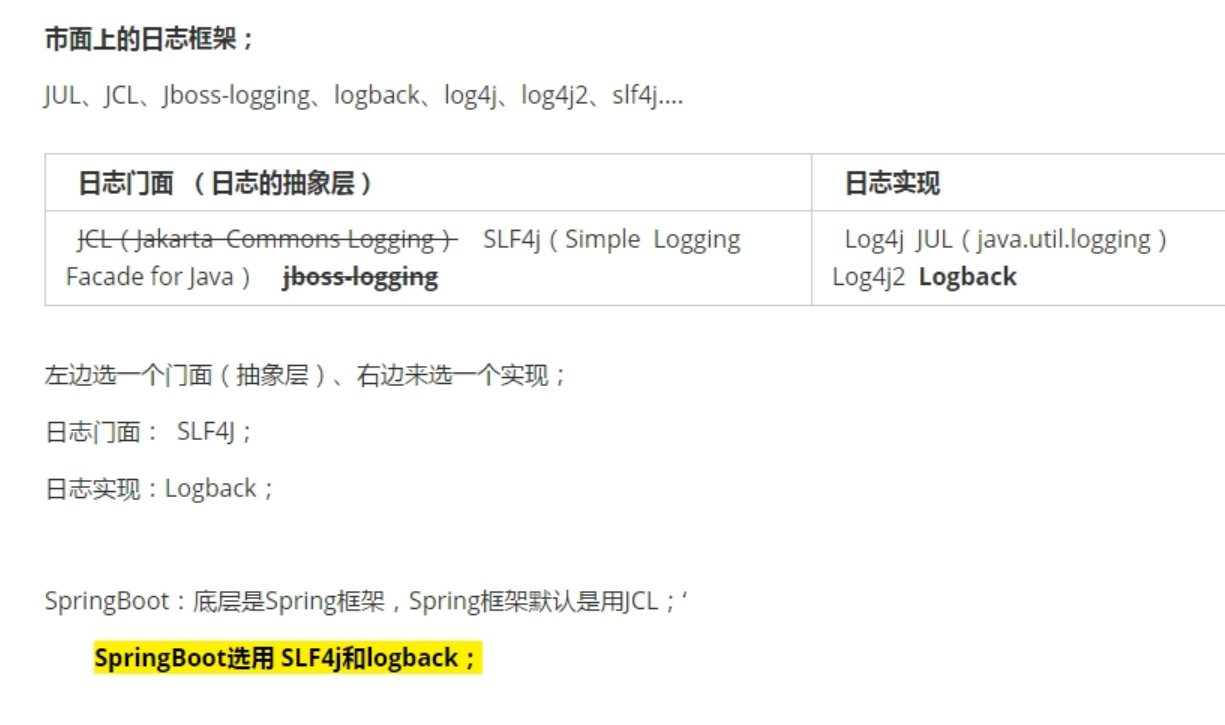 市面上的日志框架；
JUL、JCL、Jboss-logging、logback、log4j、log4j2、slf4j....
日志门面 （日志的抽象层）
日志实现
JCL（Jakarta Commons Logging） SLF4j（Simple Logging
Facade for Java） jboss-logging
Log4j JUL（java.util.logging）
Log4j2 Logback
左边选一个门面（抽象层）、右边来选一个实现；
日志门面： SLF4J；
日志实现：Logback；
SpringBoot：底层是Spring框架，Spring框架默认是用JCL；‘
SpringBoot选用 SLF4j和logback；